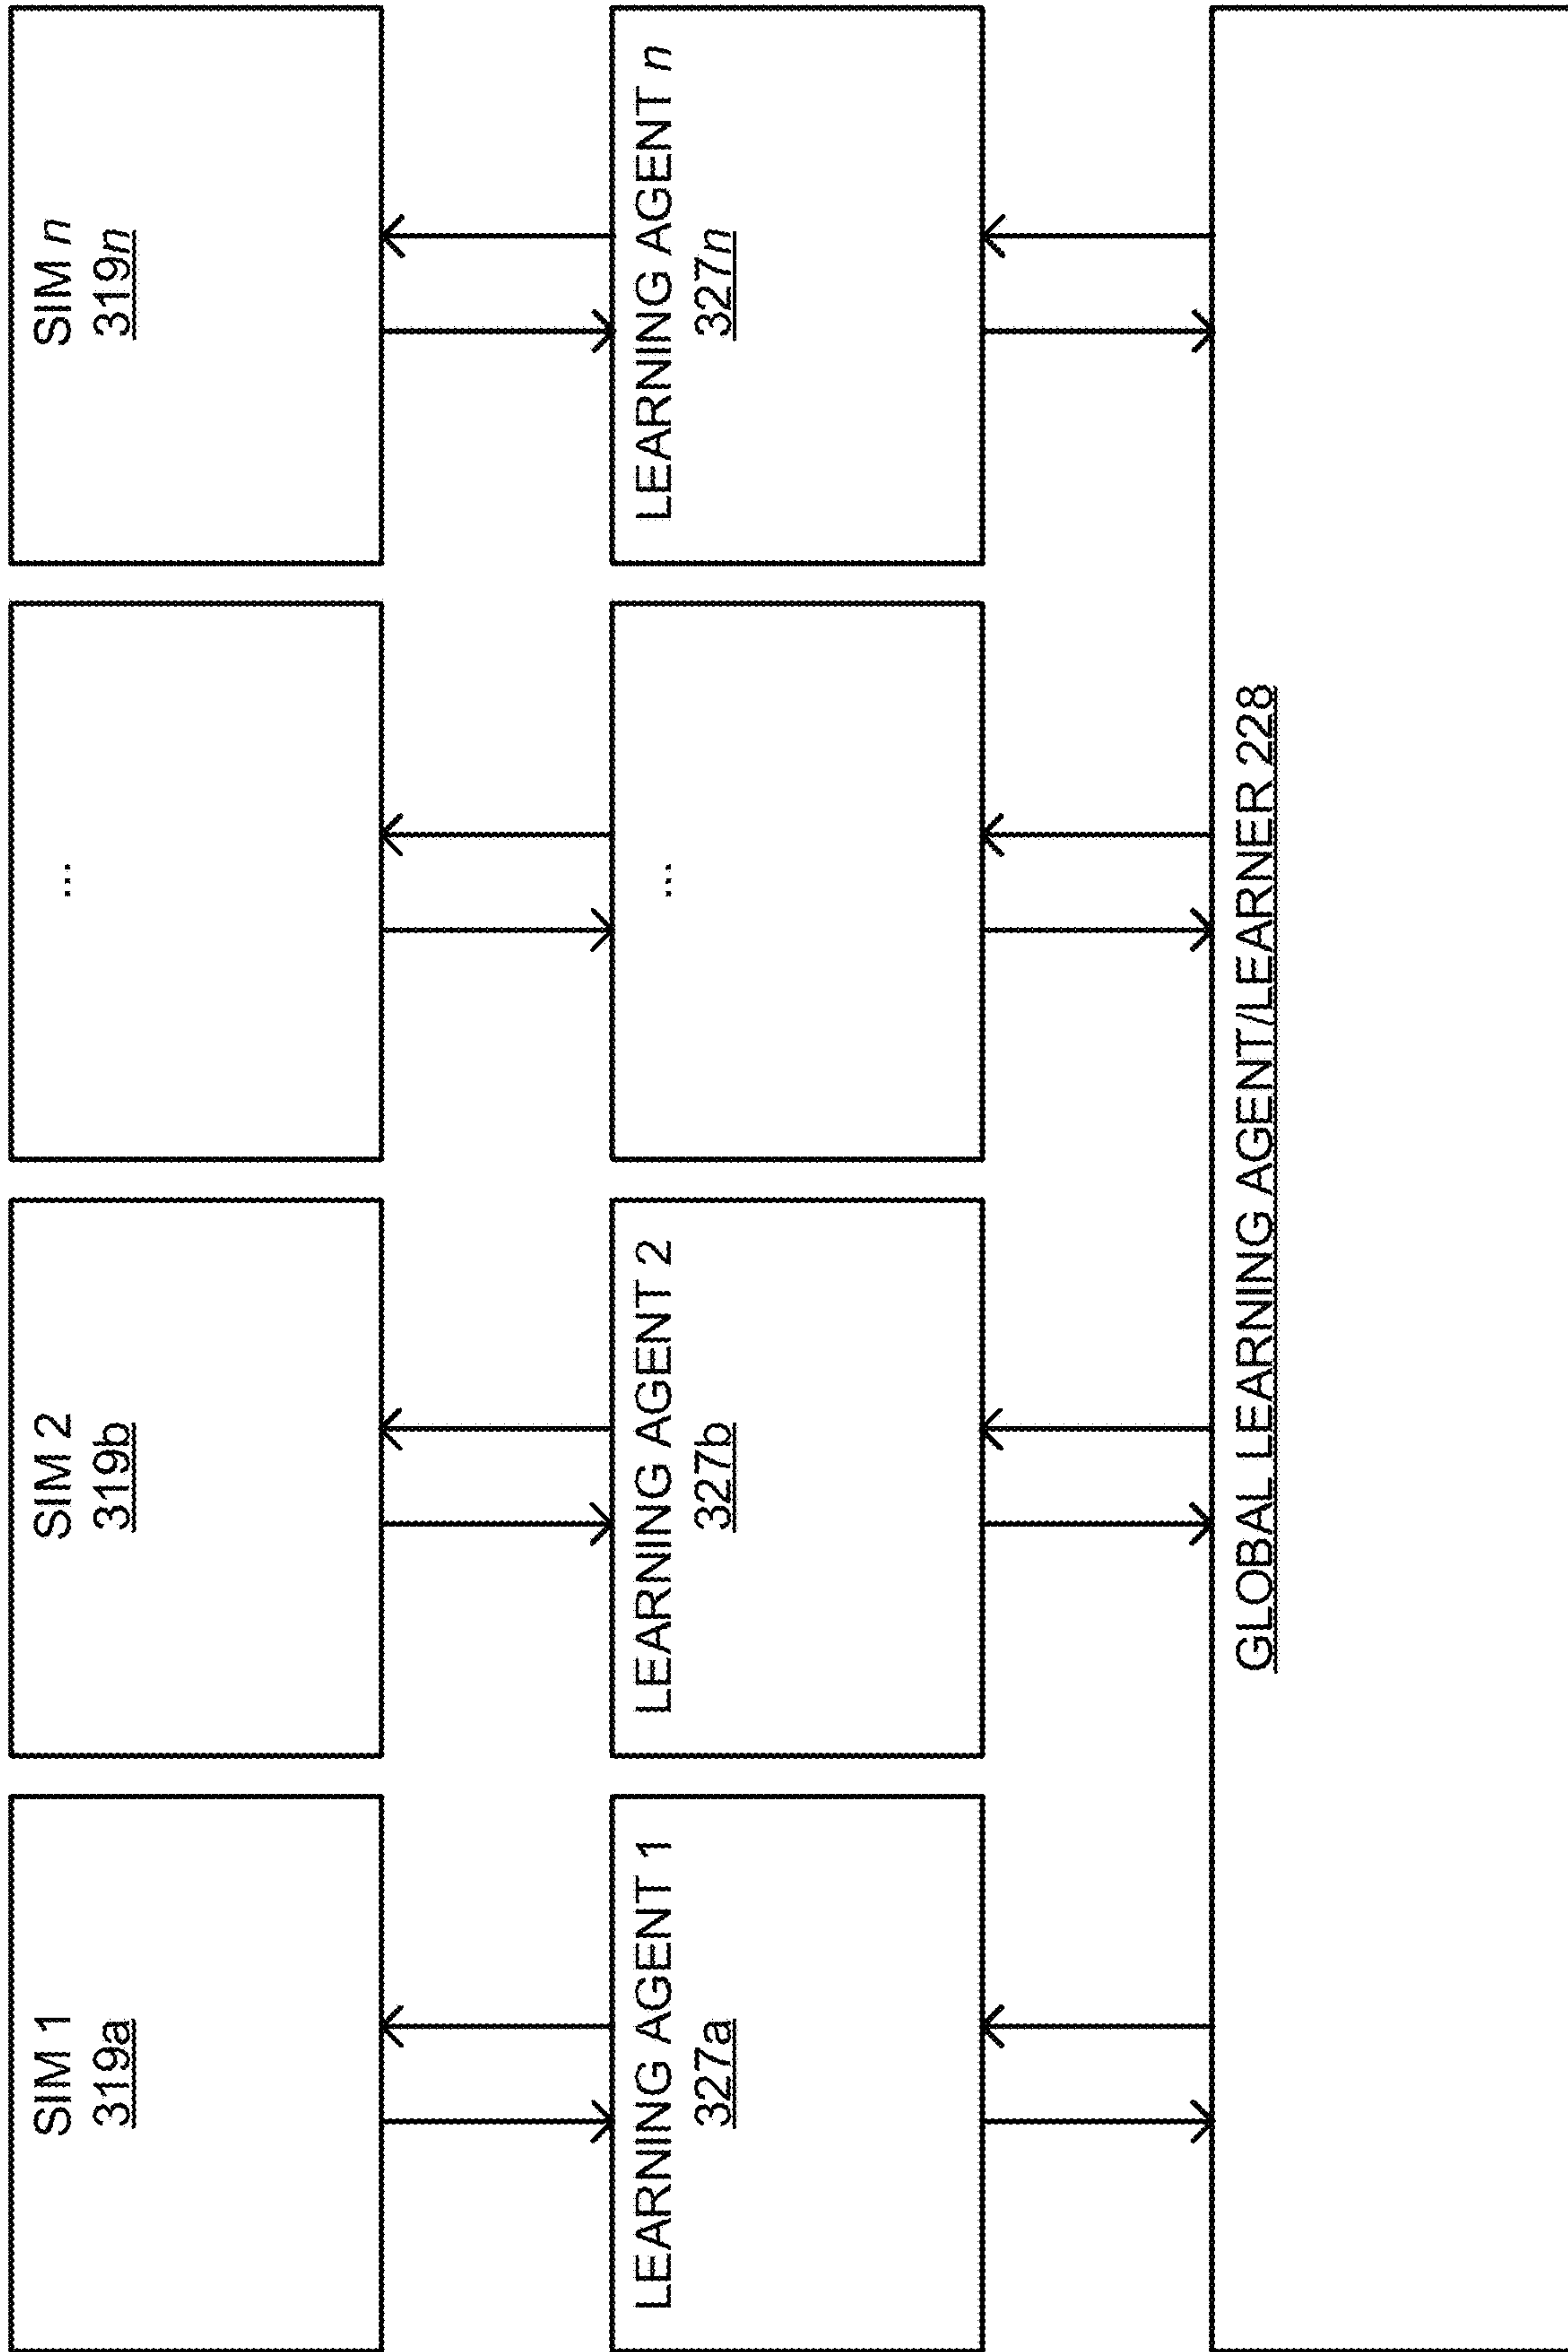 SIM 1
319a
SIM 2
319b
...
SIM n
319n
LEARNING AGENT 1
327a
LEARNING AGENT 2
327b
...
LEARNING AGENT n
327n
GLOBAL LEARNING AGENT/LEARNER 228